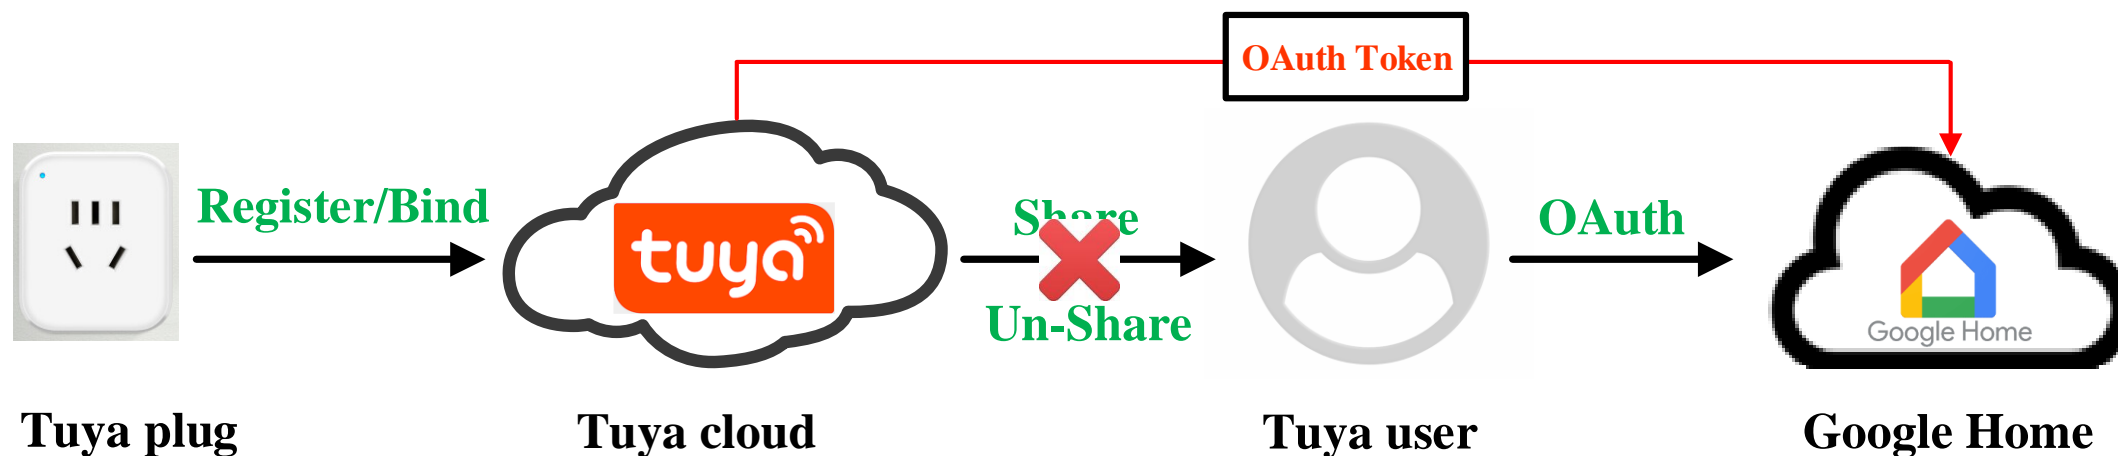 OAuth Token
Register/Bind
Share
OAuth
tuya
Un-Share
Google Home
Tuya plug
Tuya cloud
Tuya user
Google Home